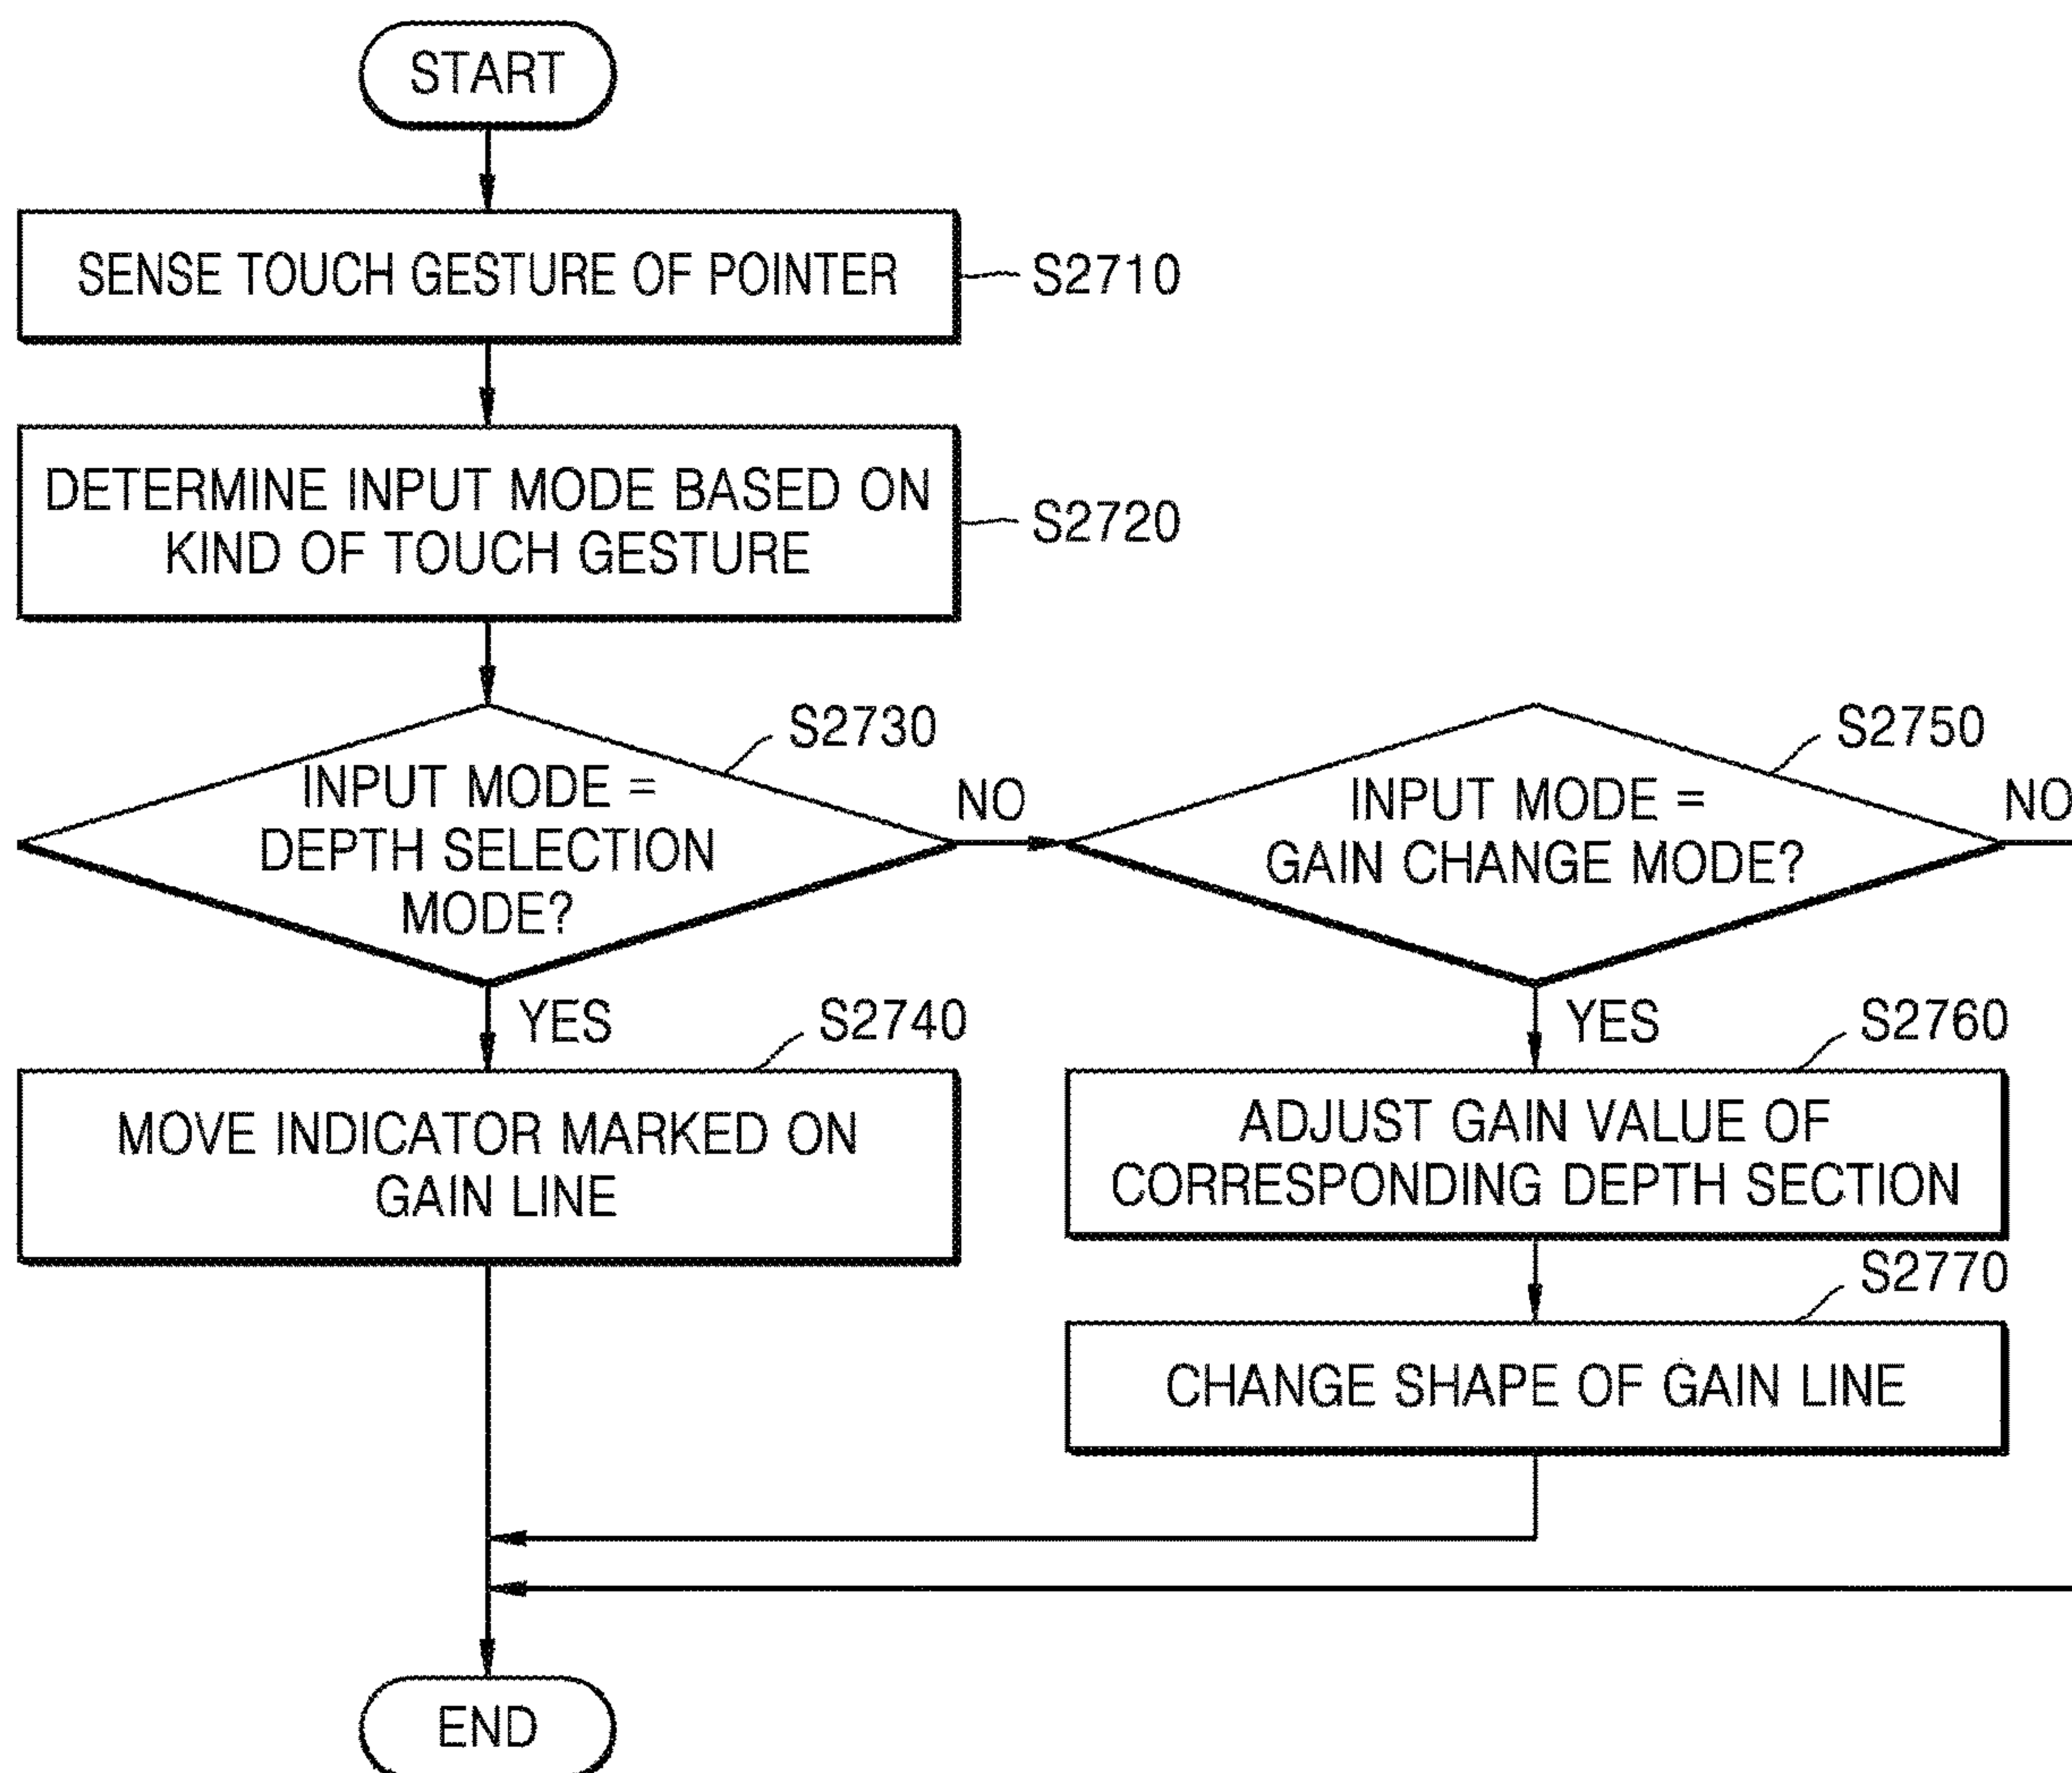 START
SENSE TOUCH GESTURE OF POINTER
S2710
DETERMINE INPUT MODE BASED ON
KIND OF TOUCH GESTURE
S2720
S2730
INPUT MODE =
DEPTH SELECTION
MODE?
NO
S2750
INPUT MODE =
GAIN CHANGE MODE?
NO
YES
S2740
MOVE INDICATOR MARKED ON
GAIN LINE
YES
S2760
ADJUST GAIN VALUE OF
CORRESPONDING DEPTH SECTION
S2770
CHANGE SHAPE OF GAIN LINE
END